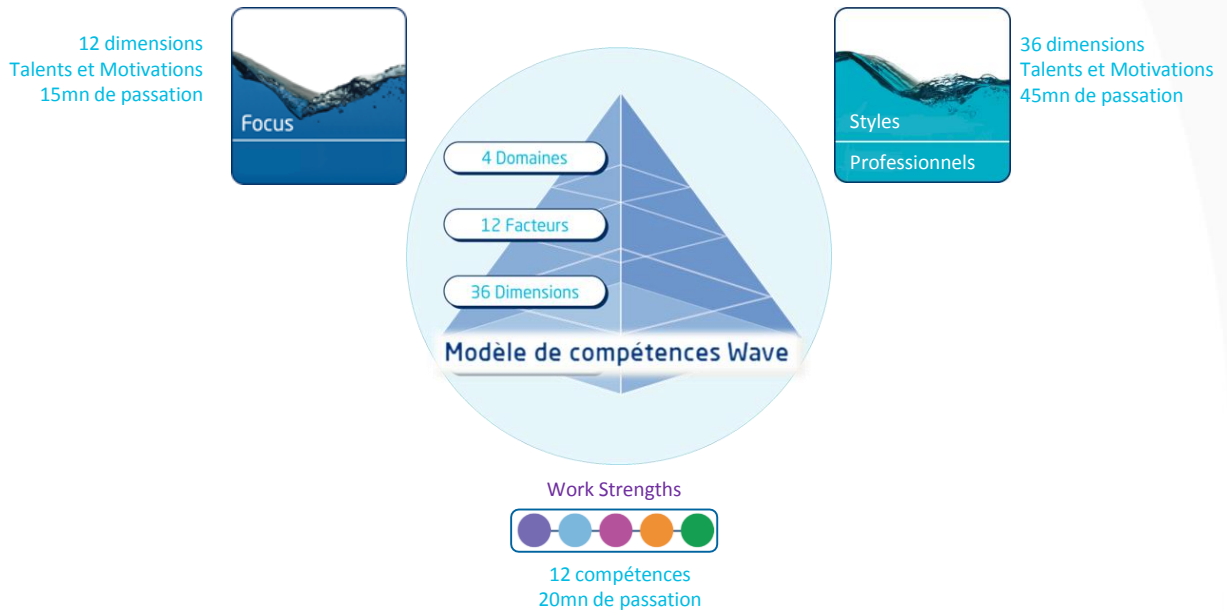 12 dimensions
Talents et Motivations
15mn de passation
Focus
36 dimensions
Talents et Motivations
45mn de passation
Styles
Professionnels
4 Domaines
12 Facteurs
36 Dimensions
Modèle de compétences Wave
Work Strengths
12 compétences
20mn de passation